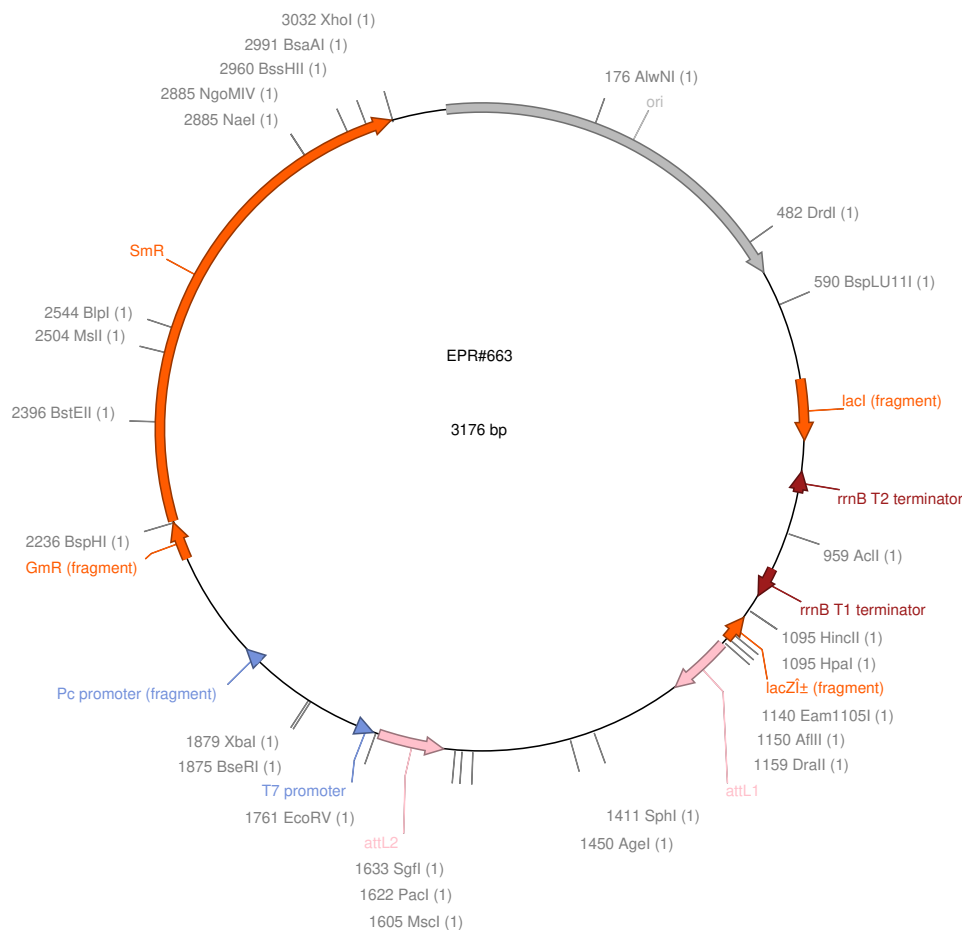 3032 XhoI (1)
2991 BsaAI (1)
2960 BssHII (1)
2885 NgoMIV (1)
2885 NaeI (1)
176 AlwNI (1)
ori
482 DrdI (1)
SmR
590 BspLU11I (1)
2544 BlpI (1)
2504 MslI (1)
EPR#663
2396 BstEII (1)
lacI (fragment)
3176 bp
rrnB T2 terminator
2236 BspHI (1)
GmR (fragment)
959 AclI (1)
rrnB T1 terminator
1095 HincII (1)
1095 HpaI (1)
lacZÎ± (fragment)
Pc promoter (fragment)
1140 Eam1105I (1)
1150 AflII (1)
1159 DraII (1)
1879 XbaI (1)
1875 BseRI (1)
T7 promoter
attL1
1761 EcoRV (1)
1411 SphI (1)
attL2
1450 AgeI (1)
1633 SgfI (1)
1622 PacI (1)
1605 MscI (1)